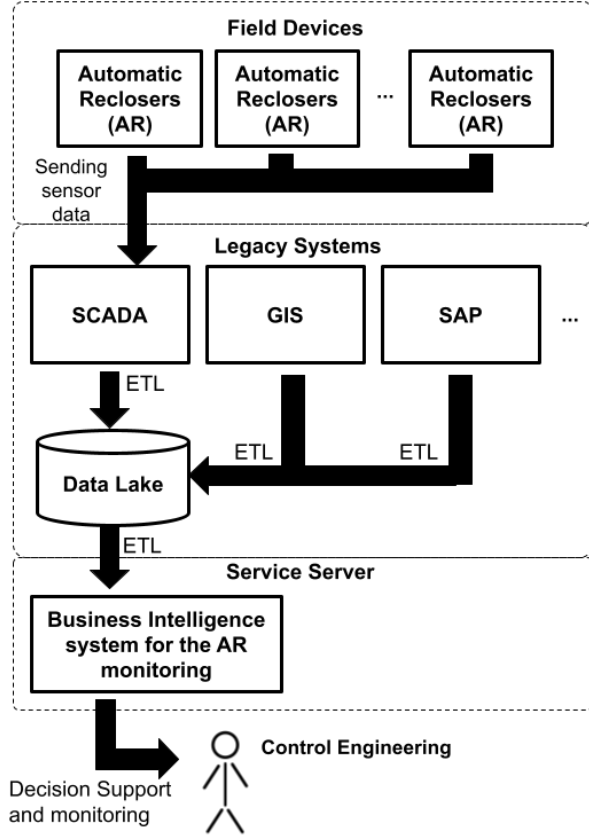 Field Devices
Automatic
Reclosers
(AR)
Automatic
Reclosers
(AR)
...
Automatic
Reclosers
(AR)
Sending
sensor
data
Legacy Systems
SCADA
GIS
SAP
...
ETL
ETL
ETL
Data Lake
ETL
Service Server
Business Intelligence
system for the AR
monitoring
Control Engineering
Decision Support
and monitoring